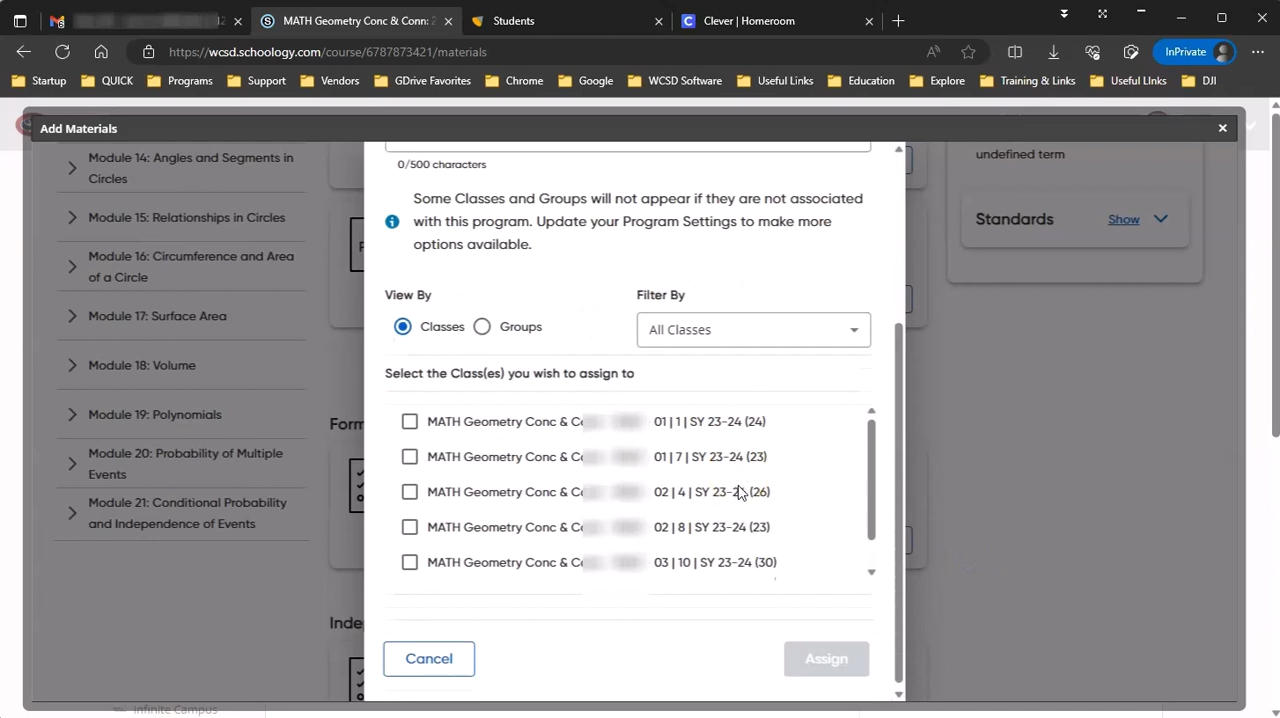 MATH Geometry Conc & Conn: 2
Students
Clever | Homeroom
https://wcsd.schoology.com/course/6787873421/materials
InPrivate
Startup
QUICK
Programs
Support
Vendors
GDrive Favorites
Chrome
Google
WCSD Software
Useful Links
Education
Explore
Training & Links
Useful LInks
DJI
Add Materials
Module 14: Angles and Segments in
Circles
Module 15: Relationships in Circles
Module 16: Circumference and Area
of a Circle
Module 17: Surface Area
Module 18: Volume
Module 19: Polynomials
Module 20: Probability of Multiple
Events
Module 21: Conditional Probability
and Independence of Events
Form
Inde
0/500 characters
Some Classes and Groups will not appear if they are not associated
with this program. Update your Program Settings to make more
options available.
View By
Classes
Groups
Filter By
All Classes
Select the Class(es) you wish to assign to
MATH Geometry Conc & Co 01 | 1 | SY 23-24 (24)
MATH Geometry Conc & Co 01 | 7 | SY 23-24 (23)
MATH Geometry Conc & Co 02 | 4 | SY 23-24 (26)
MATH Geometry Conc & Co 02 | 8 | SY 23-24 (23)
MATH Geometry Conc & Co 03 | 10 | SY 23-24 (30)
Cancel
Assign
undefined term
Standards
Show
Infinite Campus